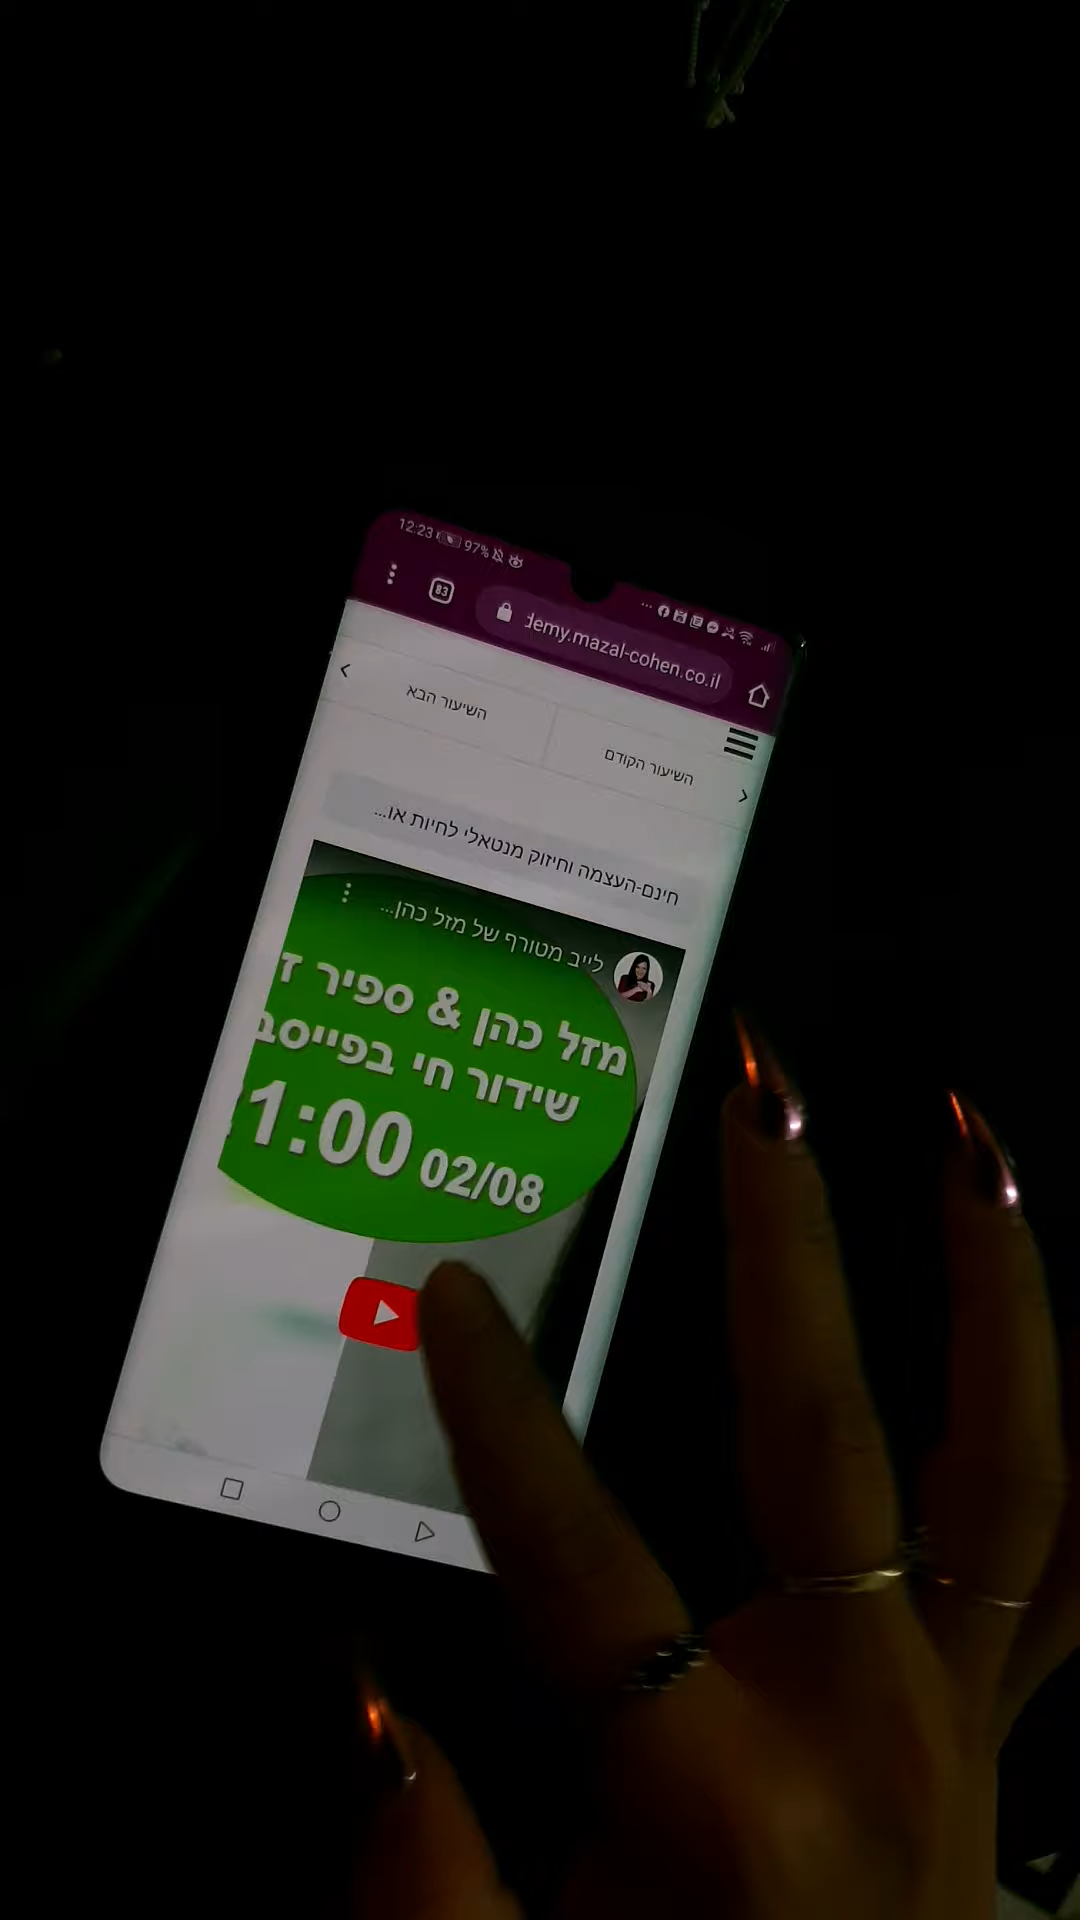 12:23 97%
83
demy.mazal-cohen.co.il
השיעור הקודם
השיעור הבא
חינם-העצמה וחיזוק מנטאלי לחיות או...
לייב מטורף של מזל כהן...
מזל כהן & ספיר ד
שידור חי בפייסב
02/08 1:00